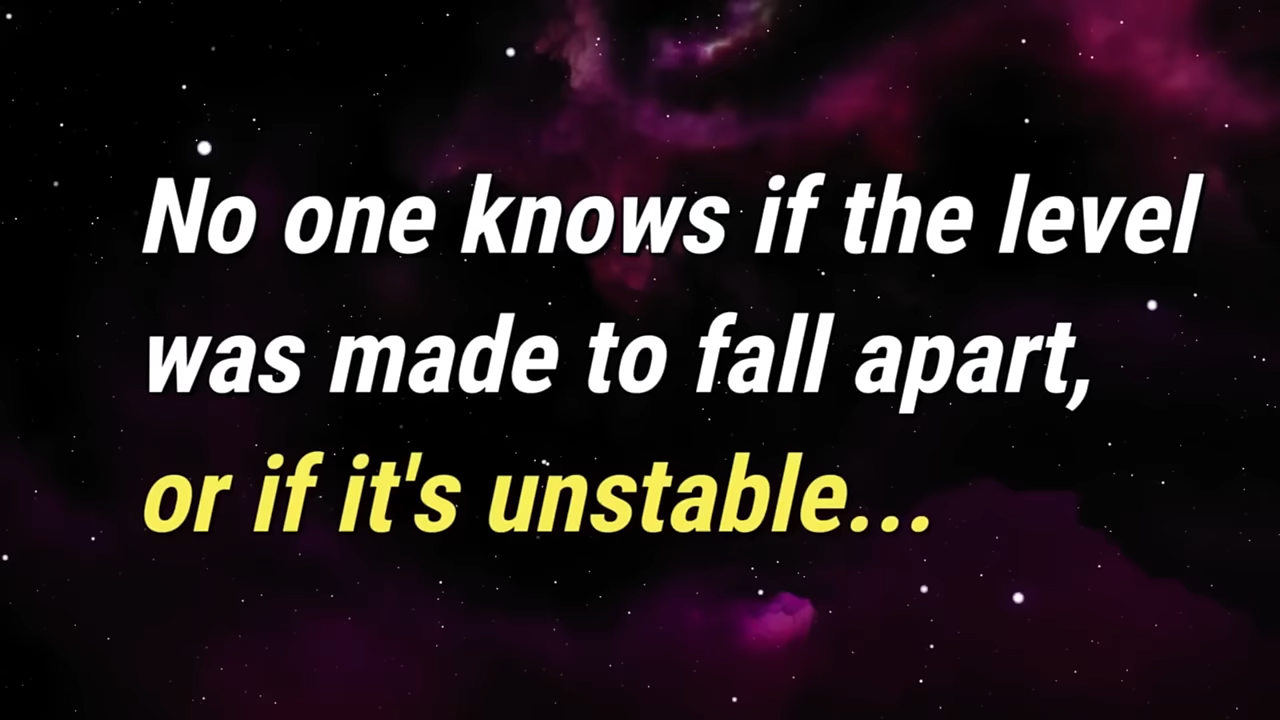 No one knows if the level
was made to fall apart,
or if it's unstable...